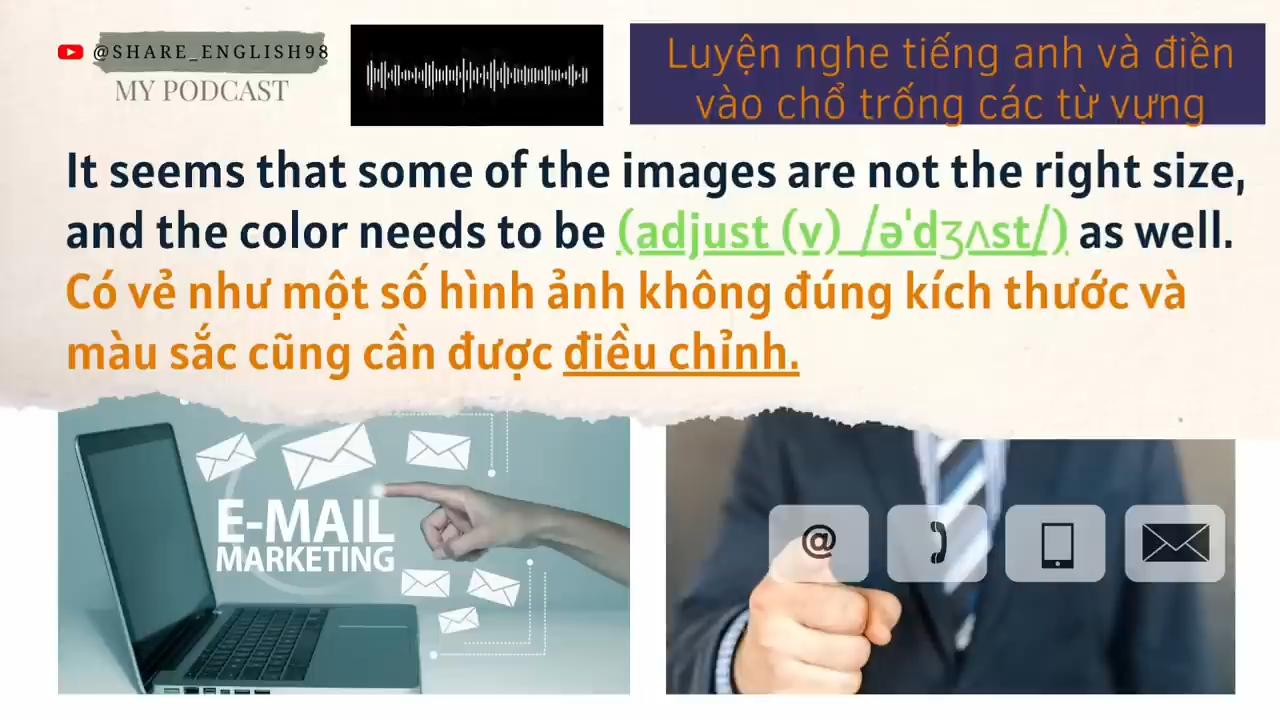 @SHARE_ENGLISH98
MY PODCAST
Luyện nghe tiếng anh và điền
vào chổ trống các từ vựng
It seems that some of the images are not the right size,
and the color needs to be (adjust (v) /əˈdʒʌst/) as well.
Có vẻ như một số hình ảnh không đúng kích thước và
màu sắc cũng cần được điều chỉnh.
E-MAIL
MARKETING
@